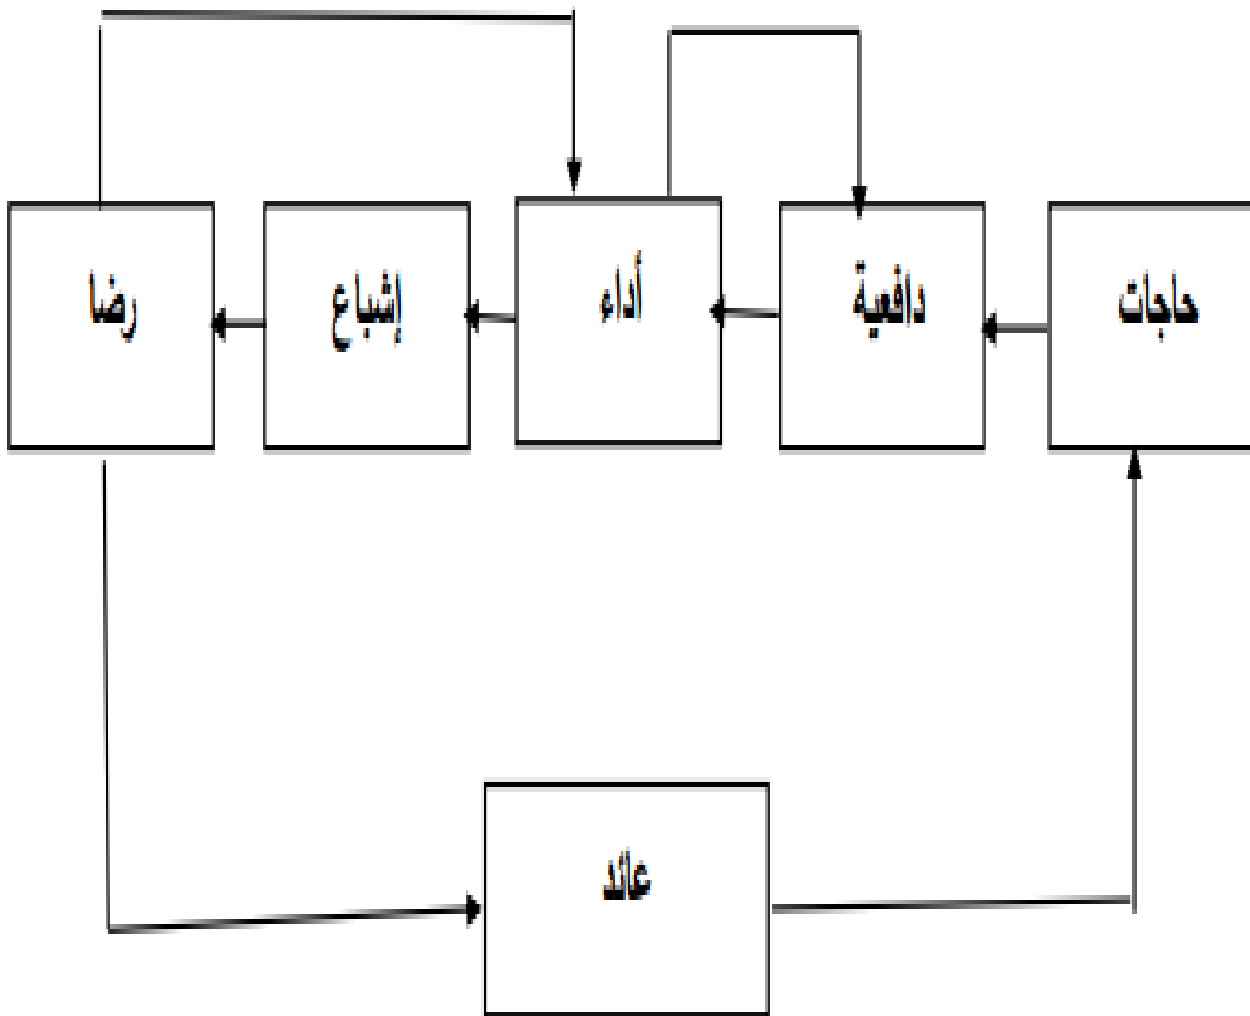 حاجات
دافعية
أداء
إشباع
رضا
عائد